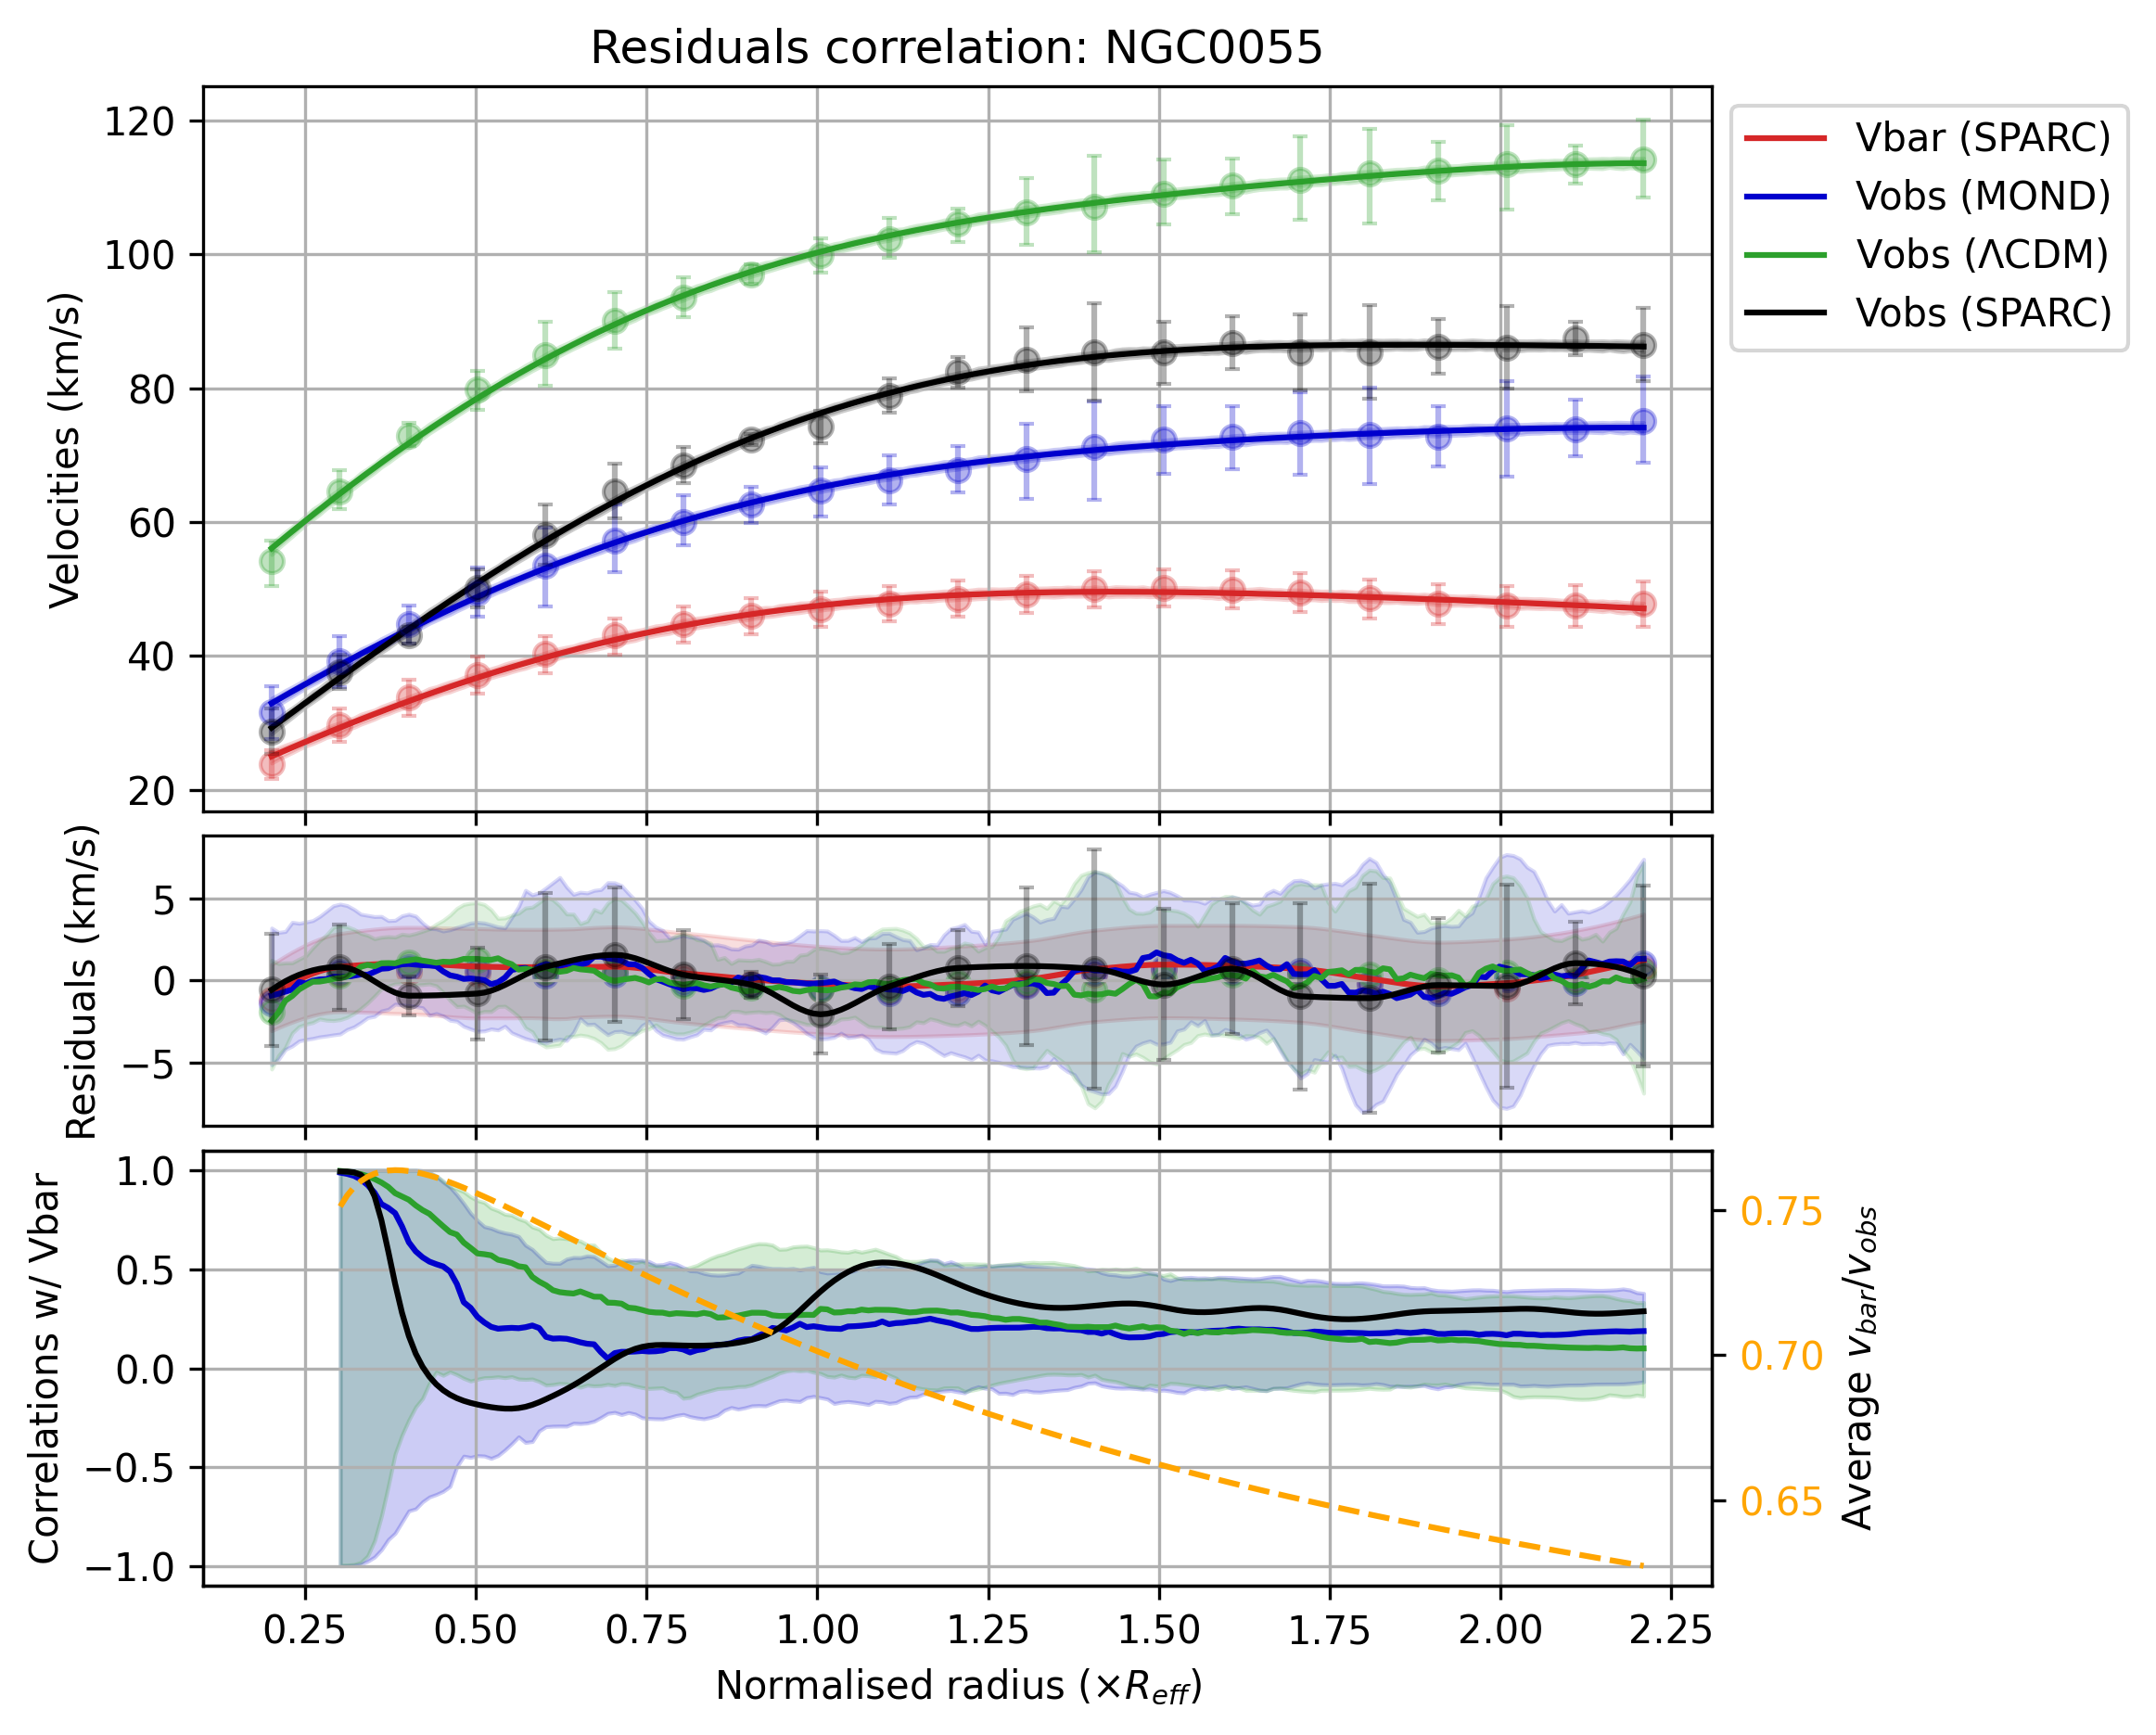 Residuals correlation: NGC0055
Velocities (km/s)
120
100
80
60
40
20
Vbar (SPARC)
Vobs (MOND)
Vobs (ΛCDM)
Vobs (SPARC)
Residuals (km/s)
5
0
−5
Correlations w/ Vbar
1.0
0.5
0.0
−0.5
−1.0
0.75
0.70
0.65
Average v_bar/v_obs
0.25 0.50 0.75 1.00 1.25 1.50 1.75 2.00 2.25
Normalised radius (×R_eff)